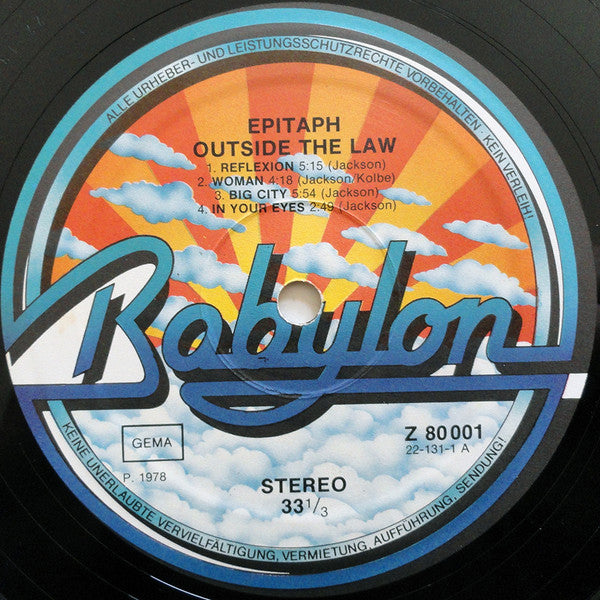 ALLE URHEBER- UND LEISTUNGSSCHUTZRECHTE VORBEHALTEN · KEIN VERLEIH!
EPITAPH
OUTSIDE THE LAW
1. REFLEXION 5:15 (Jackson)
2. WOMAN 4:18 (Jackson/Kolbe)
3. BIG CITY 5:54 (Jackson)
4. IN YOUR EYES 2:49 (Jackson)
Babylon
GEMA
Z 80 001
22-131-1 A
P. 1978
STEREO
33 1/3
KEINE UNERLAUBTE VERVIELFÄLTIGUNG, VERMIETUNG, AUFFÜHRUNG, SENDUNG!